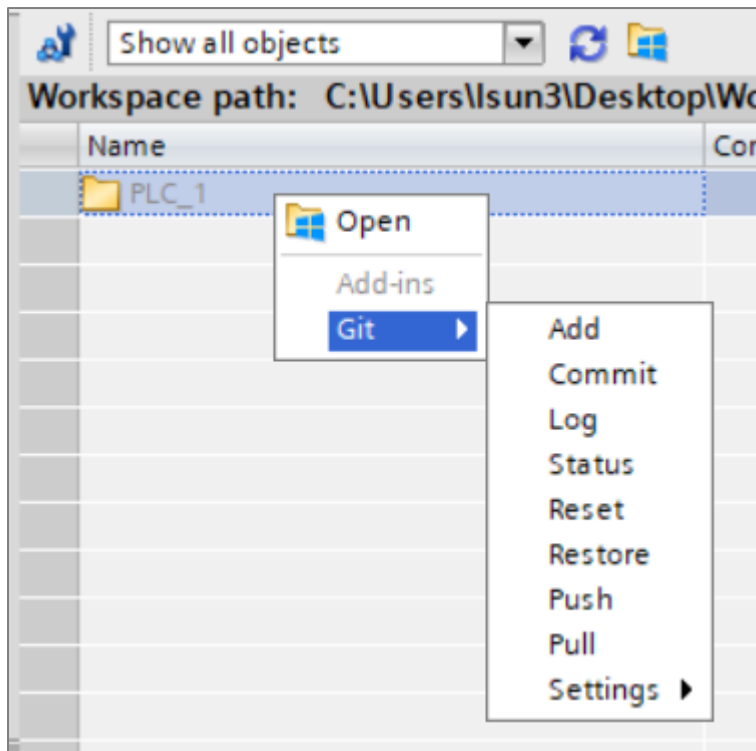 Show all objects
Workspace path: C:\Users\lsun3\Desktop\Wo
Name Cor
PLC_1
Open
Add-ins
Git
Add
Commit
Log
Status
Reset
Restore
Push
Pull
Settings